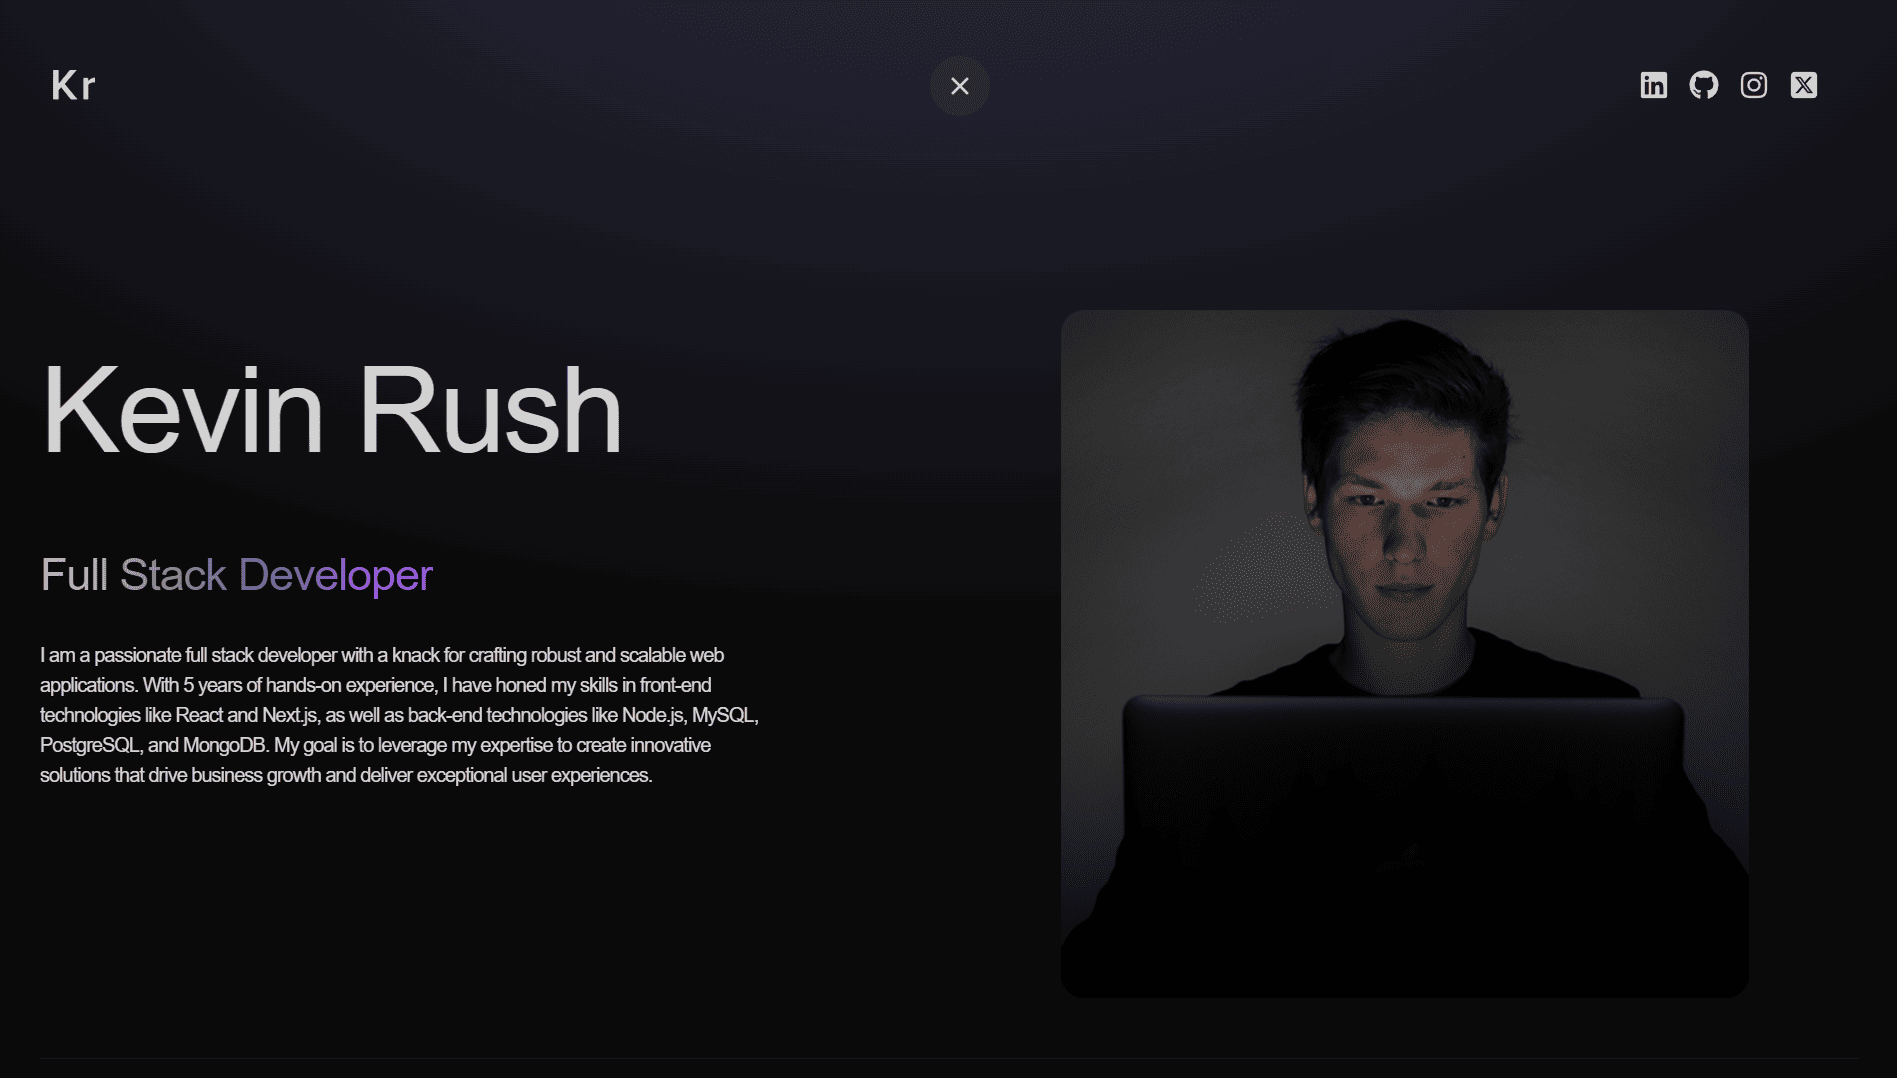 Kr
Kevin Rush
Full Stack Developer
I am a passionate full stack developer with a knack for crafting robust and scalable web
applications. With 5 years of hands-on experience, I have honed my skills in front-end
technologies like React and Next.js, as well as back-end technologies like Node.js, MySQL,
PostgreSQL, and MongoDB. My goal is to leverage my expertise to create innovative
solutions that drive business growth and deliver exceptional user experiences.